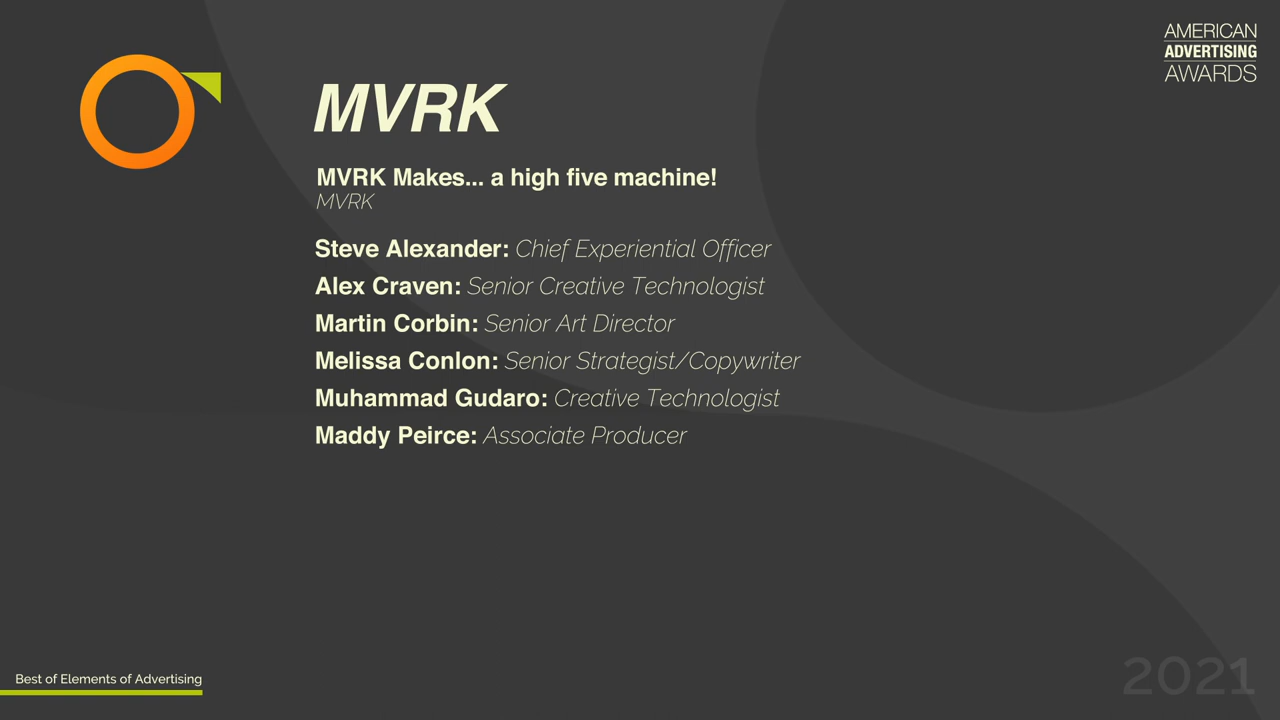 AMERICAN
ADVERTISING
AWARDS
MVRK
MVRK Makes... a high five machine!
MVRK
Steve Alexander: Chief Experiential Officer
Alex Craven: Senior Creative Technologist
Martin Corbin: Senior Art Director
Melissa Conlon: Senior Strategist/Copywriter
Muhammad Gudaro: Creative Technologist
Maddy Peirce: Associate Producer
Best of Elements of Advertising
2021